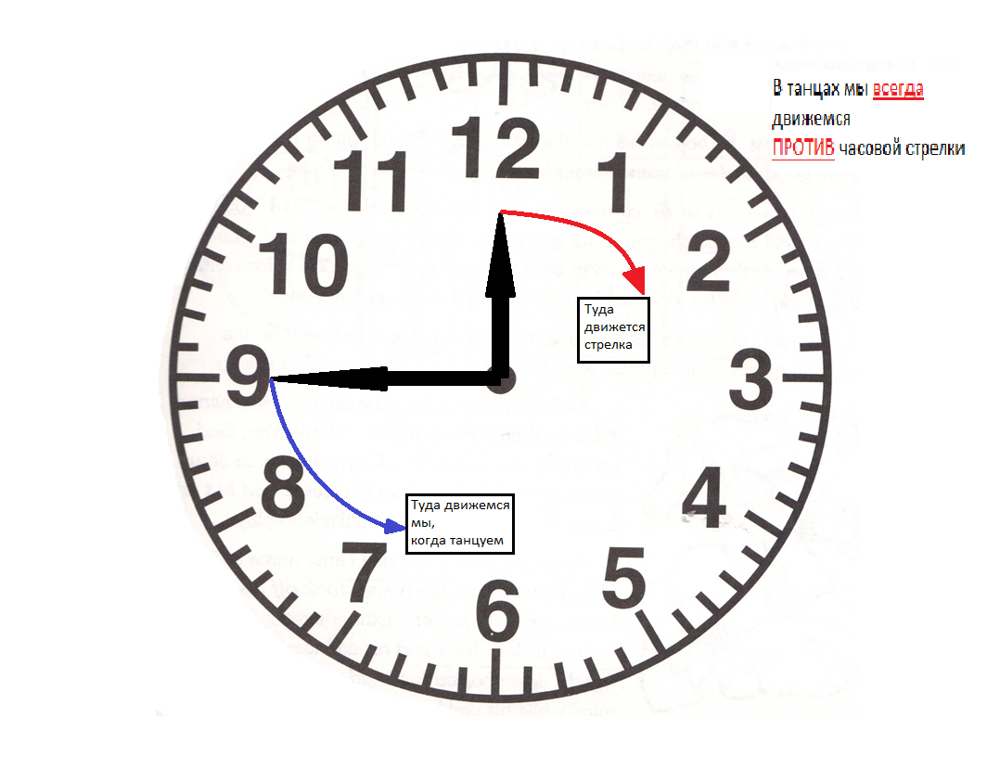 В танцах мы всегда
движемся
ПРОТИВ часовой стрелки
12
11
1
10
2
9
3
8
4
7
5
6
Туда
движется
стрелка
Туда движемся
мы,
когда танцуем